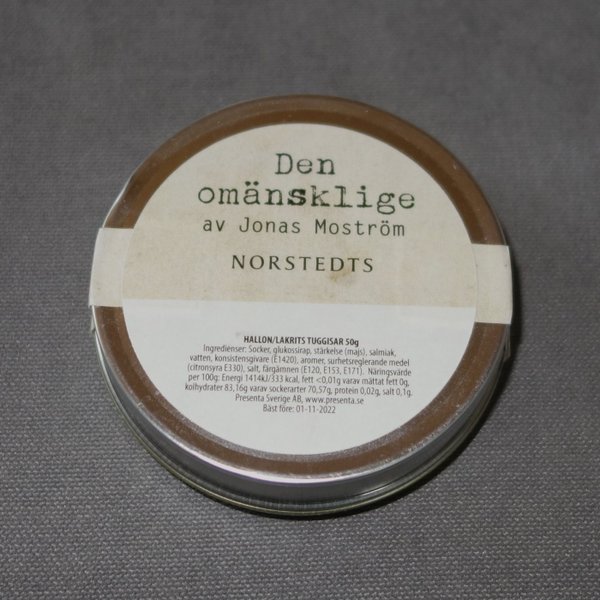 Den
omänsklige
av Jonas Moström
NORSTEDTS
HALLON/LAKRITS TUGGISAR 50g
Ingredienser: Socker, glukossirap, stärkelse (majs), salmiak,
vatten, konsistensgivare (E1420), aromer, surhetsreglerande medel
(citronsyra E330), salt, färgämnen (E120, E153, E171). Näringsvärde
per 100g: Energi 1414kJ/333 kcal, fett <0,01g varav mättat fett 0g,
kolhydrater 83,16g varav sockerarter 70,57g, protein 0,02g, salt 0,1g.
Presenta Sverige AB, www.presenta.se
Bäst före: 01-11-2022